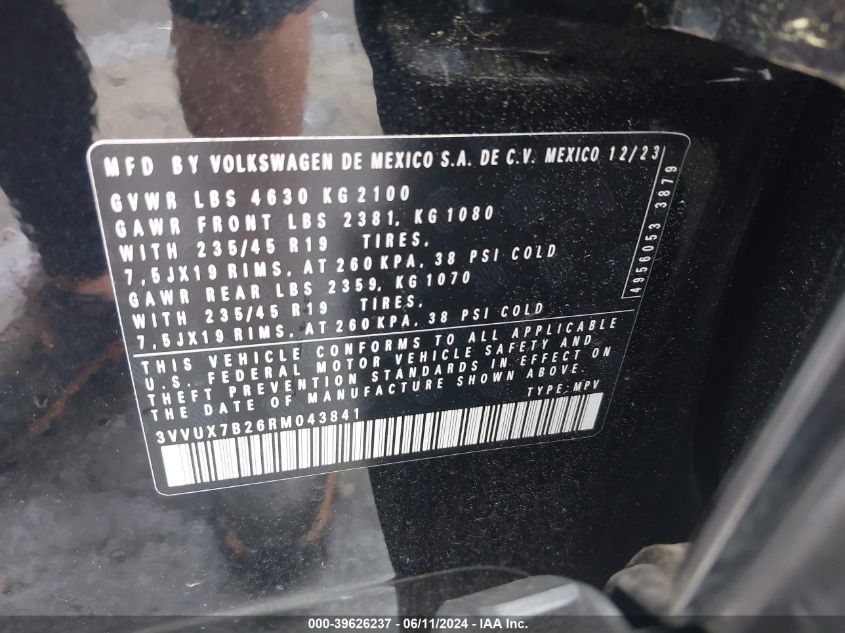 MFD BY VOLKSWAGEN DE MEXICO S.A. DE C.V. MEXICO 12/23
GVWR LBS 4630 KG 2100
GAWR FRONT LBS 2381, KG 1080
WITH 235/45 R19 TIRES,
7,5JX19 RIMS, AT 260 KPA, 38 PSI COLD
GAWR REAR LBS 2359, KG 1070
WITH 235/45 R19 TIRES,
7,5JX19 RIMS, AT 260 KPA, 38 PSI COLD
4956053 3879
THIS VEHICLE CONFORMS TO ALL APPLICABLE
U.S. FEDERAL MOTOR VEHICLE SAFETY AND
THEFT PREVENTION STANDARDS IN EFFECT ON
THE DATE OF MANUFACTURE SHOWN ABOVE.
TYPE: MPV
3VVUX7B26RM043841
000-39626237 - 06/11/2024 - IAA Inc.